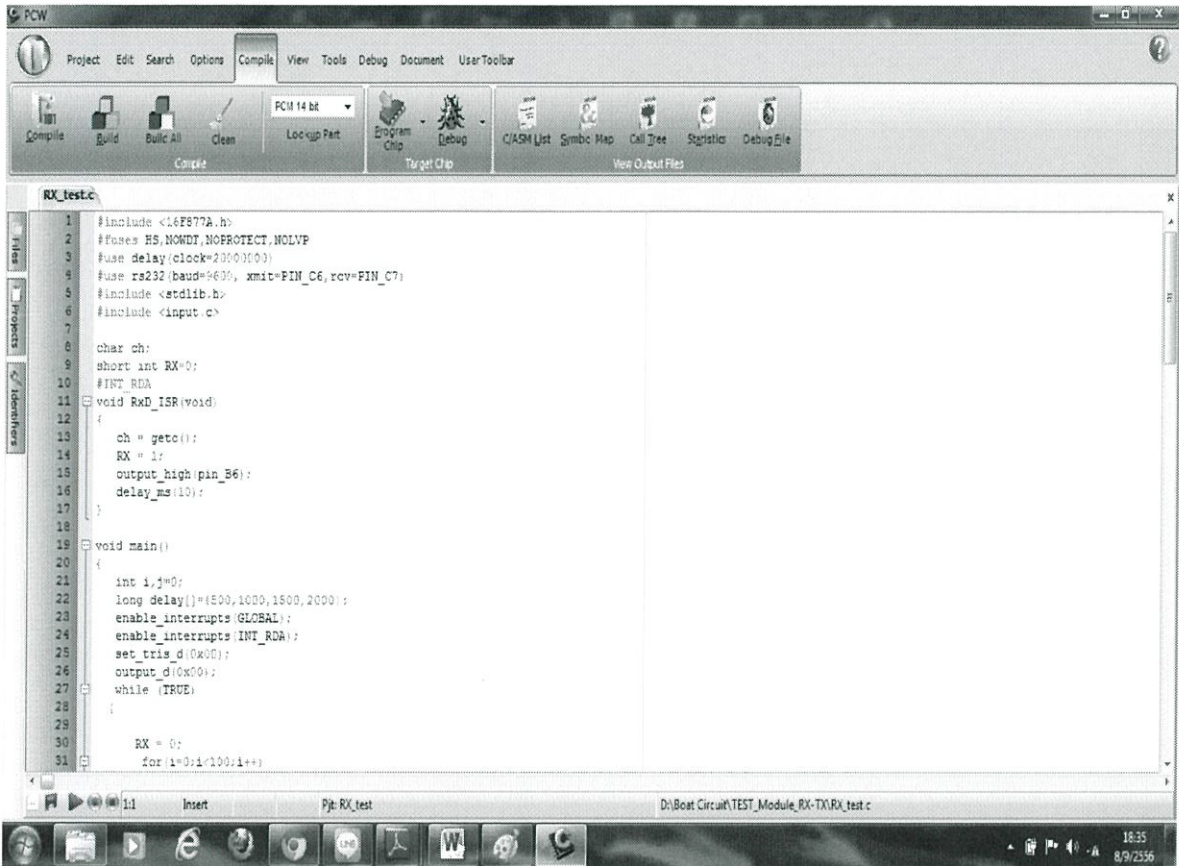 PCW
Project Edit Search Options Compile View Tools Debug Document User Toolbar
Compile Build Build All Clean PCM 14 bit Lookup Part Program Chip Debug C/ASM List Symbol Map Call Tree Statistics Debug File
Compile Target Chip View Output Files
RX_test.c
Files
Projects
Identifiers
1 #include <16F877A.h>
2 #fuses HS,NOWDT,NOPROTECT,NOLVP
3 #use delay(clock=20000000)
4 #use rs232(baud=9600, xmit=PIN_C6,rcv=PIN_C7)
5 #include <stdlib.h>
6 #include <input.c>
7
8 char ch;
9 short int RX=0;
10 #INT_RDA
11 void RxD_ISR(void)
12 {
13 ch = getc();
14 RX = 1;
15 output_high(pin_B6);
16 delay_ms(10);
17 }
18
19 void main()
20 {
21 int i,j=0;
22 long delay[]={500,1000,1500,2000};
23 enable_interrupts(GLOBAL);
24 enable_interrupts(INT_RDA);
25 set_tris_d(0x00);
26 output_d(0x00);
27 while (TRUE)
28 {
29
30 RX = 0;
31 for(i=0;i<100;i++)
1:1 Insert Pjt: RX_test D:\Boat Circuit\TEST_Module_RX-TX\RX_test.c
LINE
W
18:35
8/9/2556